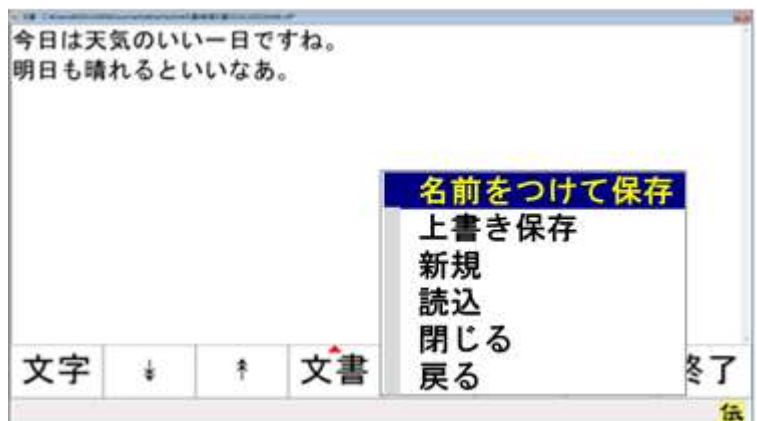 今日は天気のいい一日ですね。
明日も晴れるといいなあ。
名前をつけて保存
上書き保存
新規
読込
閉じる
戻る
文字 文書 終了
伝